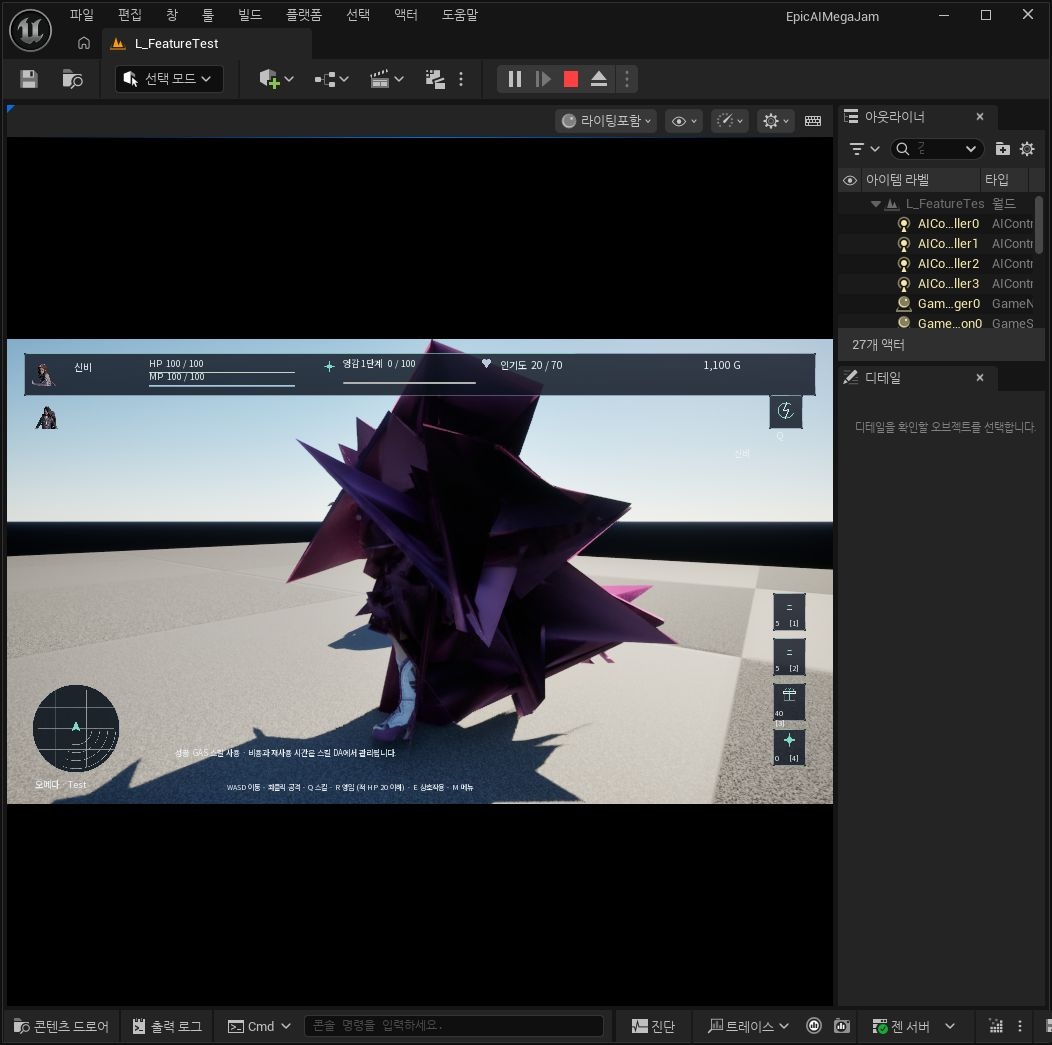 파일 편집 창 툴 빌드 플랫폼 선택 액터 도움말
EpicAIMegaJam
L_FeatureTest
선택 모드
라이팅포함
아웃라이너
아이템 라벨 타입
L_FeatureTes 월드
AICo...ller0 AIContr
AICo...ller1 AIContr
AICo...ller2 AIContr
AICo...ller3 AIContr
Gam...ger0 GameN
Game...on0 GameS
27개 액터
디테일
디테일을 확인할 오브젝트를 선택합니다.
신비
HP 100 / 100
MP 100 / 100
영감 1단계 0 / 100
인기도 20 / 70
1,100 G
Q
신비
5 [1]
5 [2]
40
[3]
0 [4]
GAS 스킬 사용 · 비용과 재사용 시간은 스킬 DA에서 관리됩니다.
Test
WASD 이동 · 좌클릭 공격 · Q 스킬 · R 영입 (적 HP 20 이하) · E 상호작용 · M 메뉴
콘텐츠 드로어
출력 로그
Cmd
콘솔 명령을 입력하세요.
진단
트레이스
젠 서버